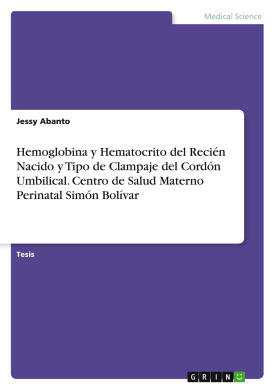 Medical Science
Jessy Abanto
Hemoglobina y Hematocrito del Recién
Nacido y Tipo de Clampaje del Cordón
Umbilical. Centro de Salud Materno
Perinatal Simón Bolívar
Tesis
GRIN